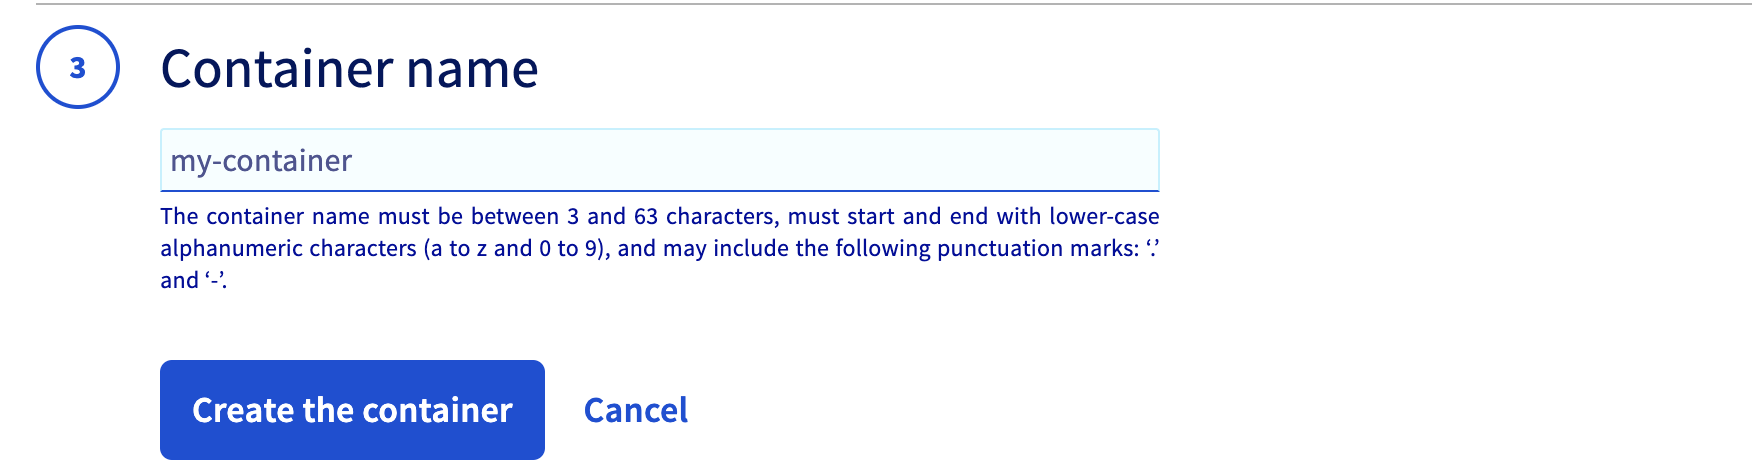 3
Container name
my-container
The container name must be between 3 and 63 characters, must start and end with lower-case
alphanumeric characters (a to z and 0 to 9), and may include the following punctuation marks: ‘.’
and ‘-’.
Create the container
Cancel